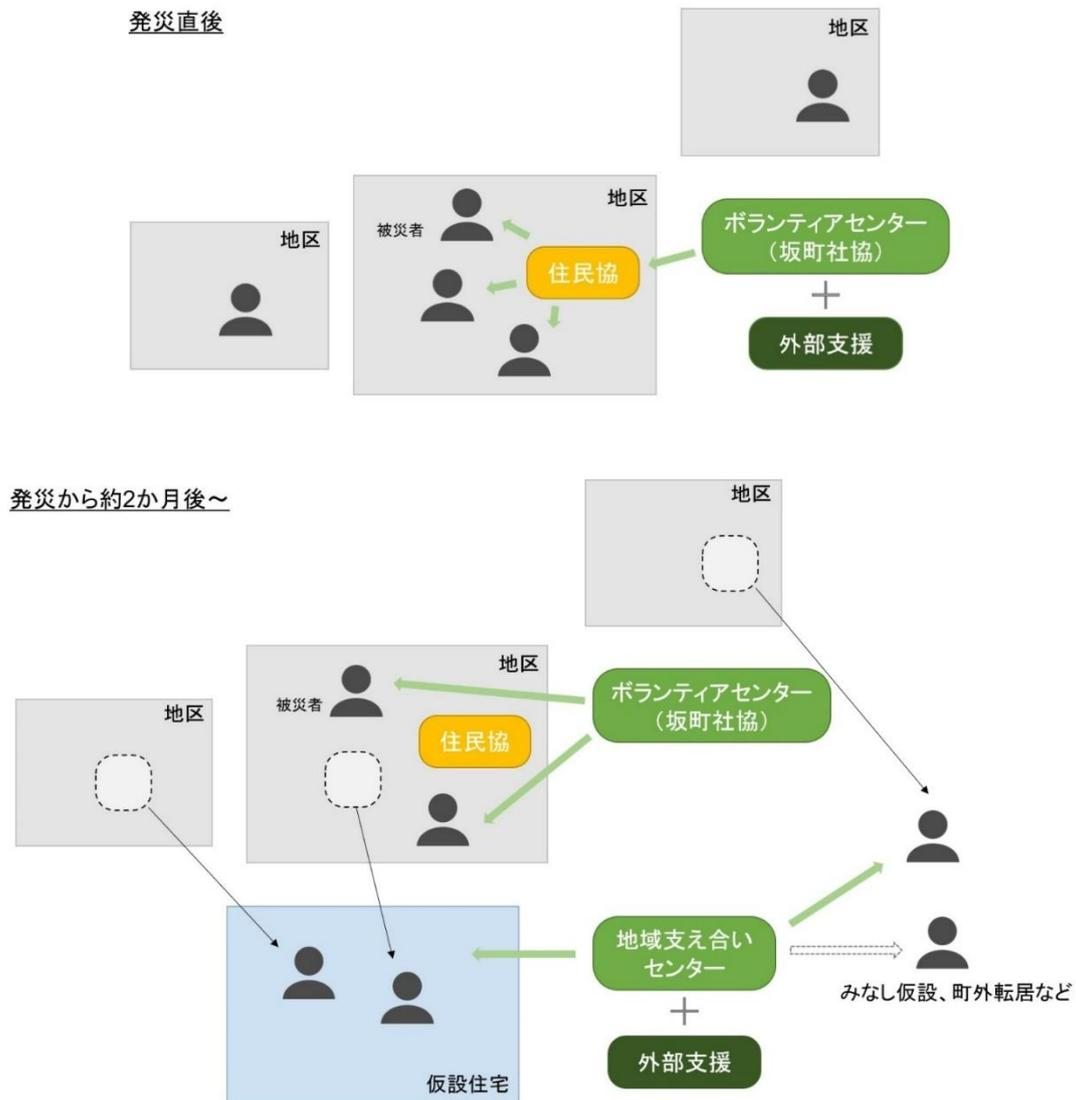 発災直後
地区
地区
被災者
住民協
ボランティアセンター
（坂町社協）
＋
外部支援
地区
発災から約2か月後～
地区
地区
被災者
住民協
ボランティアセンター
（坂町社協）
地区
地域支え合い
センター
＋
外部支援
みなし仮設、町外転居など
仮設住宅